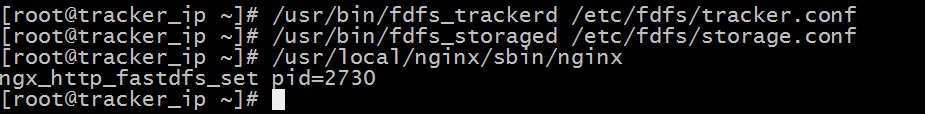 [root@tracker_ip ~]# /usr/bin/fdfs_trackerd /etc/fdfs/tracker.conf
[root@tracker_ip ~]# /usr/bin/fdfs_storaged /etc/fdfs/storage.conf
[root@tracker_ip ~]# /usr/local/nginx/sbin/nginx
ngx_http_fastdfs_set pid=2730
[root@tracker_ip ~]#